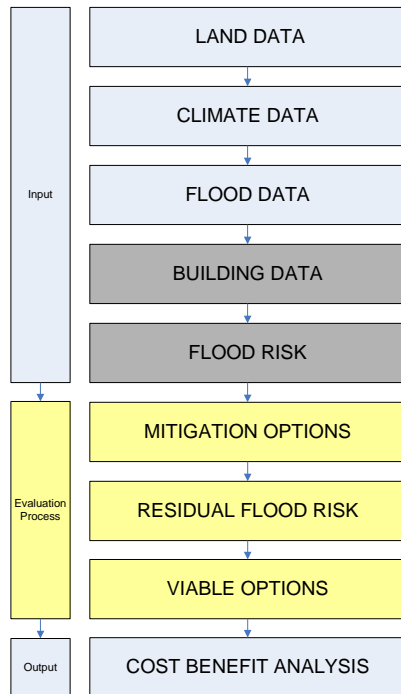 LAND DATA
CLIMATE DATA
Input
FLOOD DATA
BUILDING DATA
FLOOD RISK
MITIGATION OPTIONS
Evaluation
Process
RESIDUAL FLOOD RISK
VIABLE OPTIONS
Output
COST BENEFIT ANALYSIS